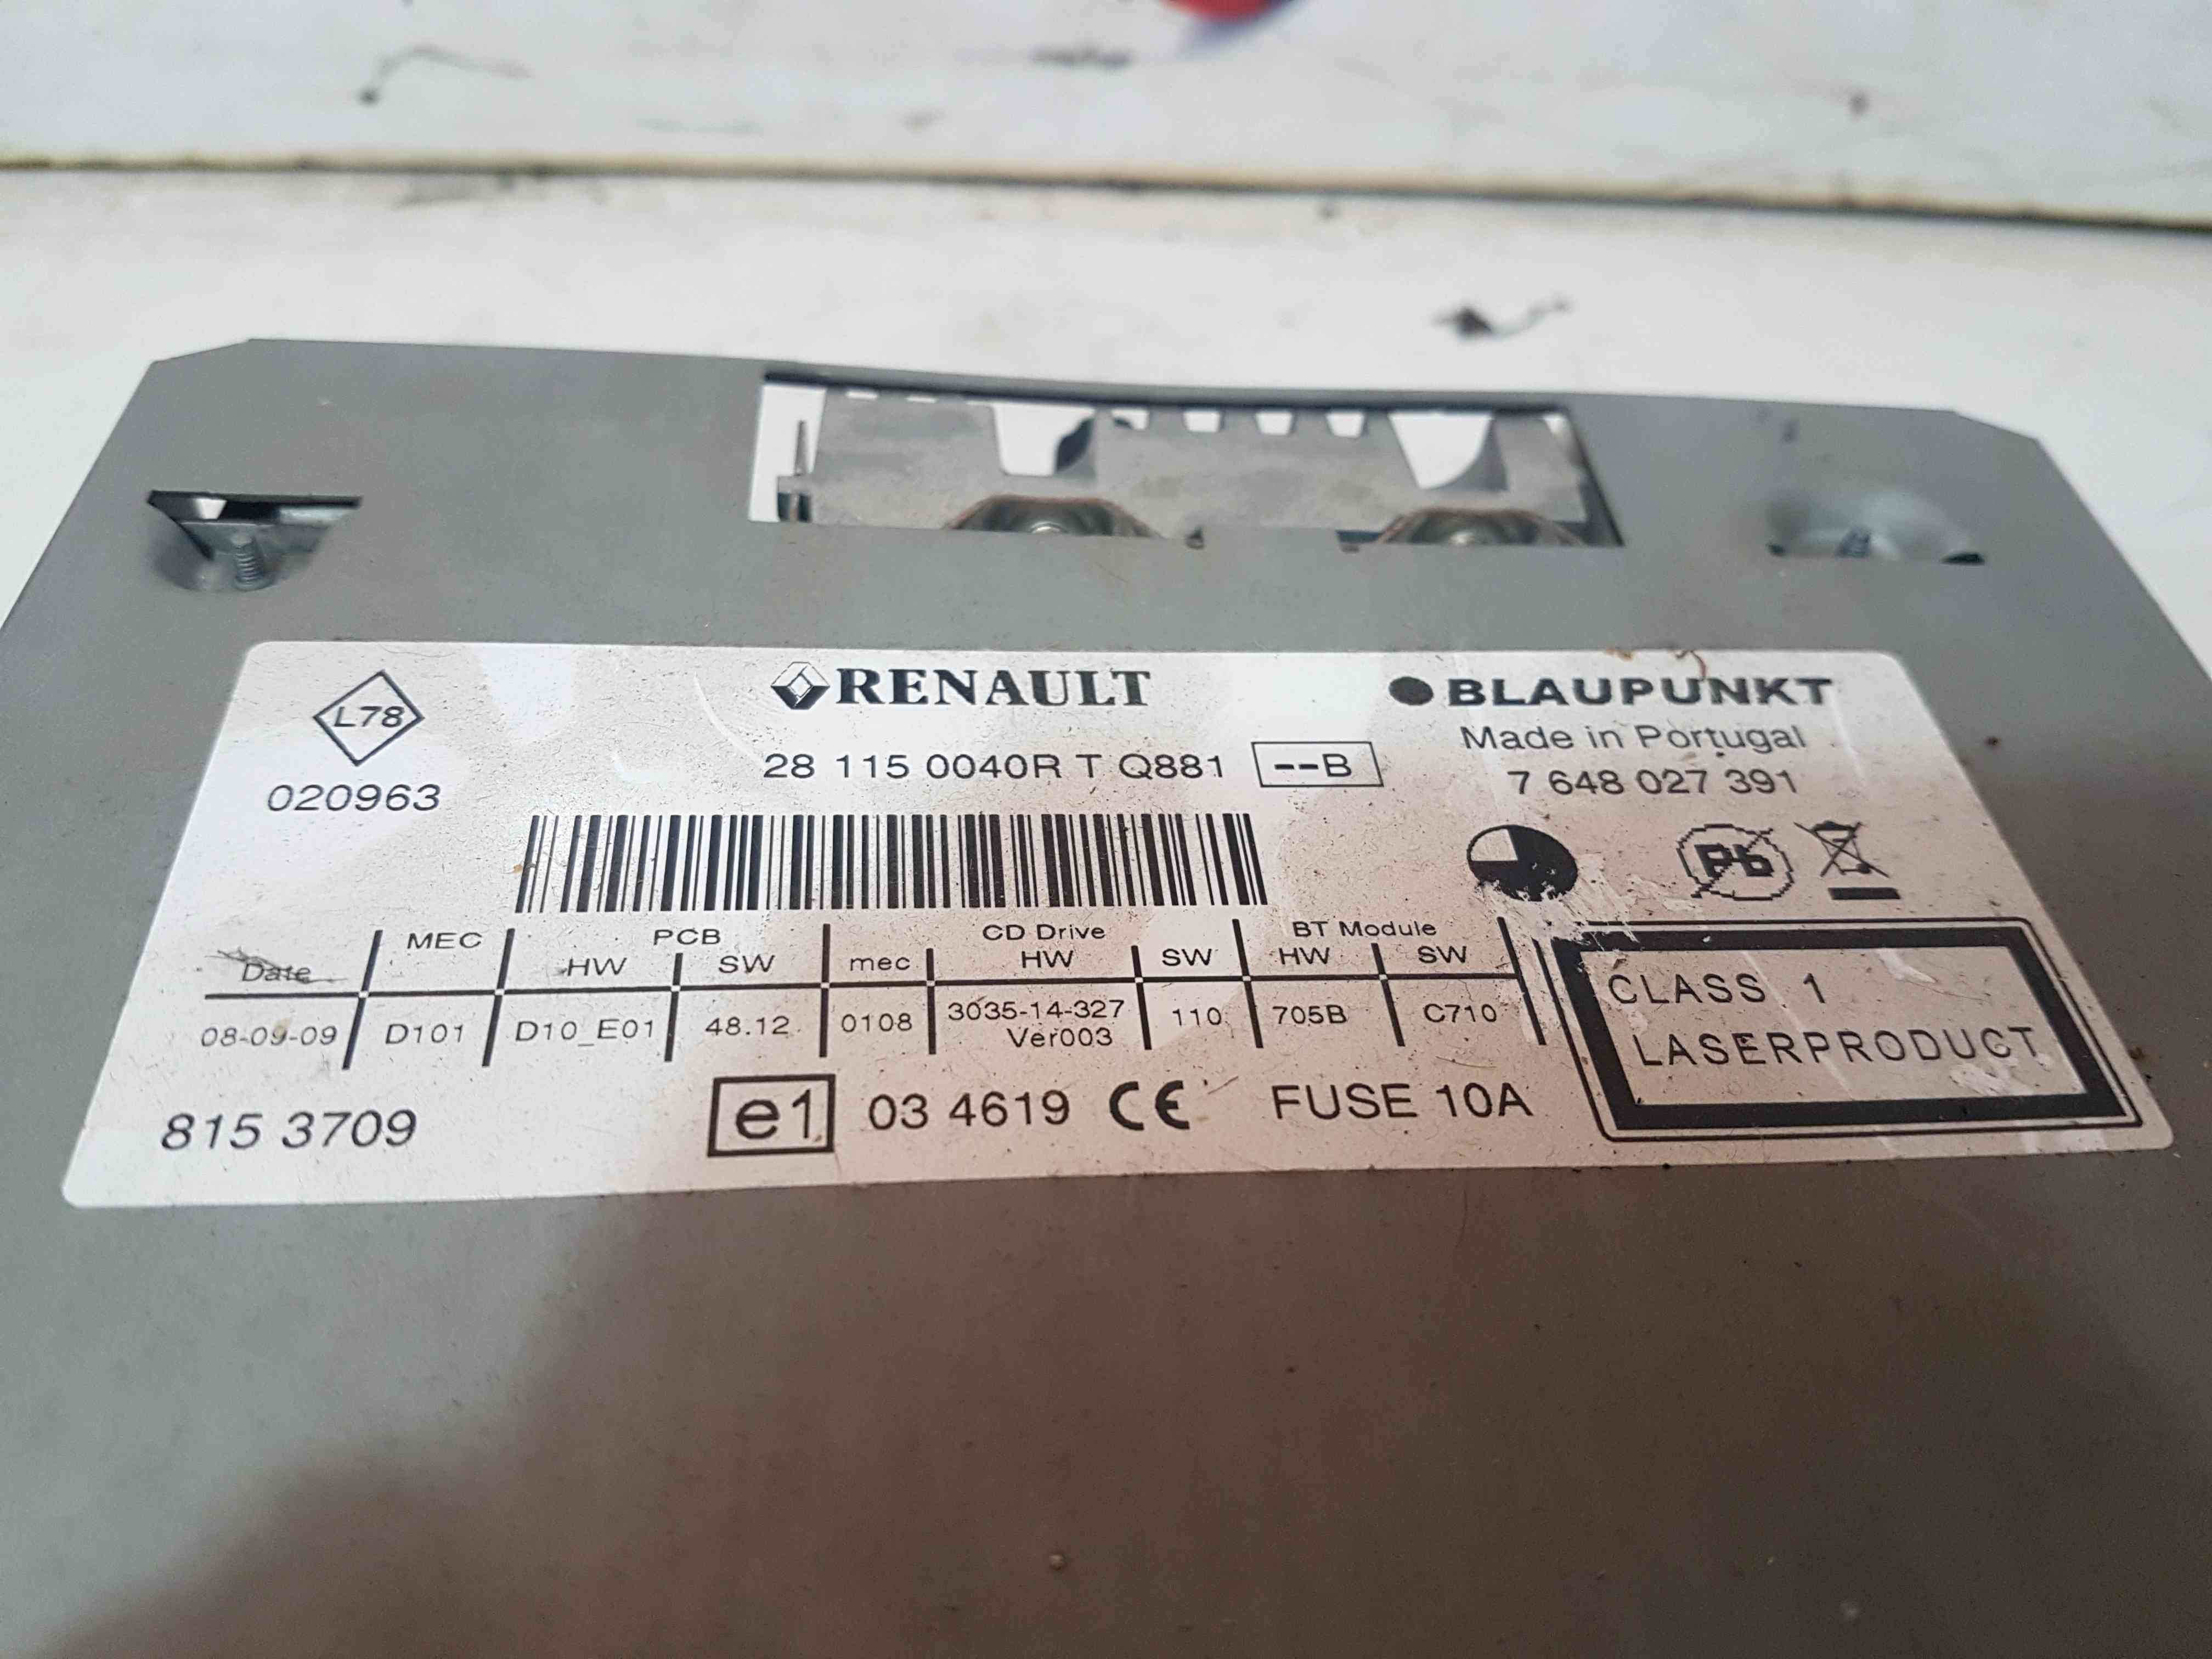 L78
RENAULT
BLAUPUNKT
Made in Portugal
28 115 0040R T Q881 --B
7 648 027 391
020963
Pb
MEC PCB CD Drive BT Module
Date HW SW mec HW SW HW SW
08-09-09 D101 D10_E01 48.12 0108 3035-14-327 110 705B C710
Ver003
CLASS 1
LASERPRODUCT
815 3709
e1 03 4619 CE FUSE 10A